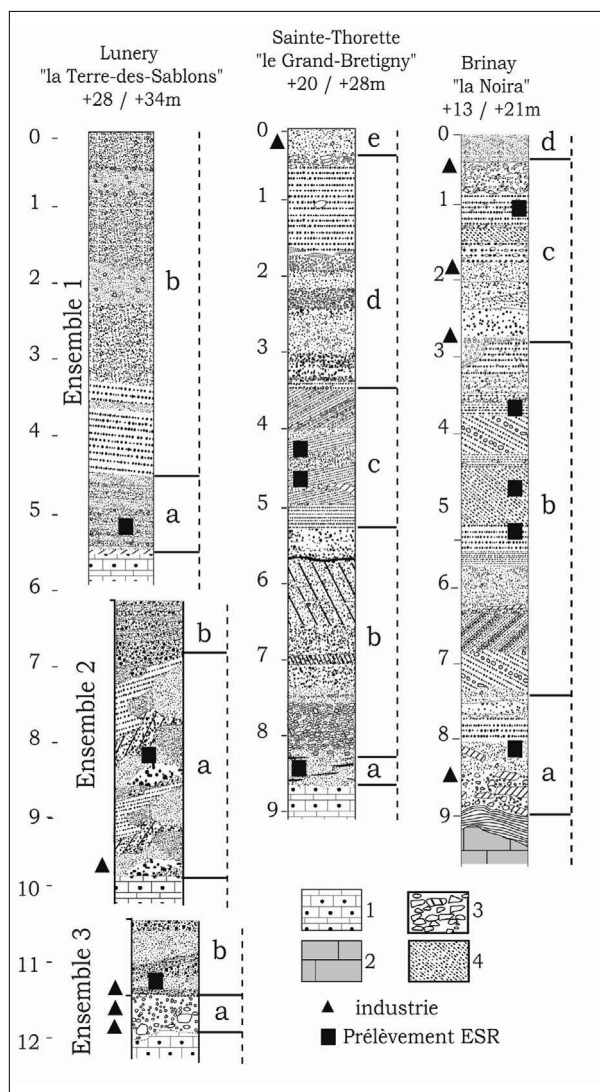 Lunery
"la Terre-des-Sablons"
+28 / +34m
0
1
2
3
4
5
6
7
8
9
10
11
12
Ensemble 1
b
a
Ensemble 2
b
a
Ensemble 3
b
a
Sainte-Thorette
"le Grand-Bretigny"
+20 / +28m
0
1
2
3
4
5
6
7
8
9
e
d
c
b
a
Brinay
"la Noira"
+13 / +21m
0
1
2
3
4
5
6
7
8
9
d
c
b
a
1
3
2
4
industrie
Prélèvement ESR